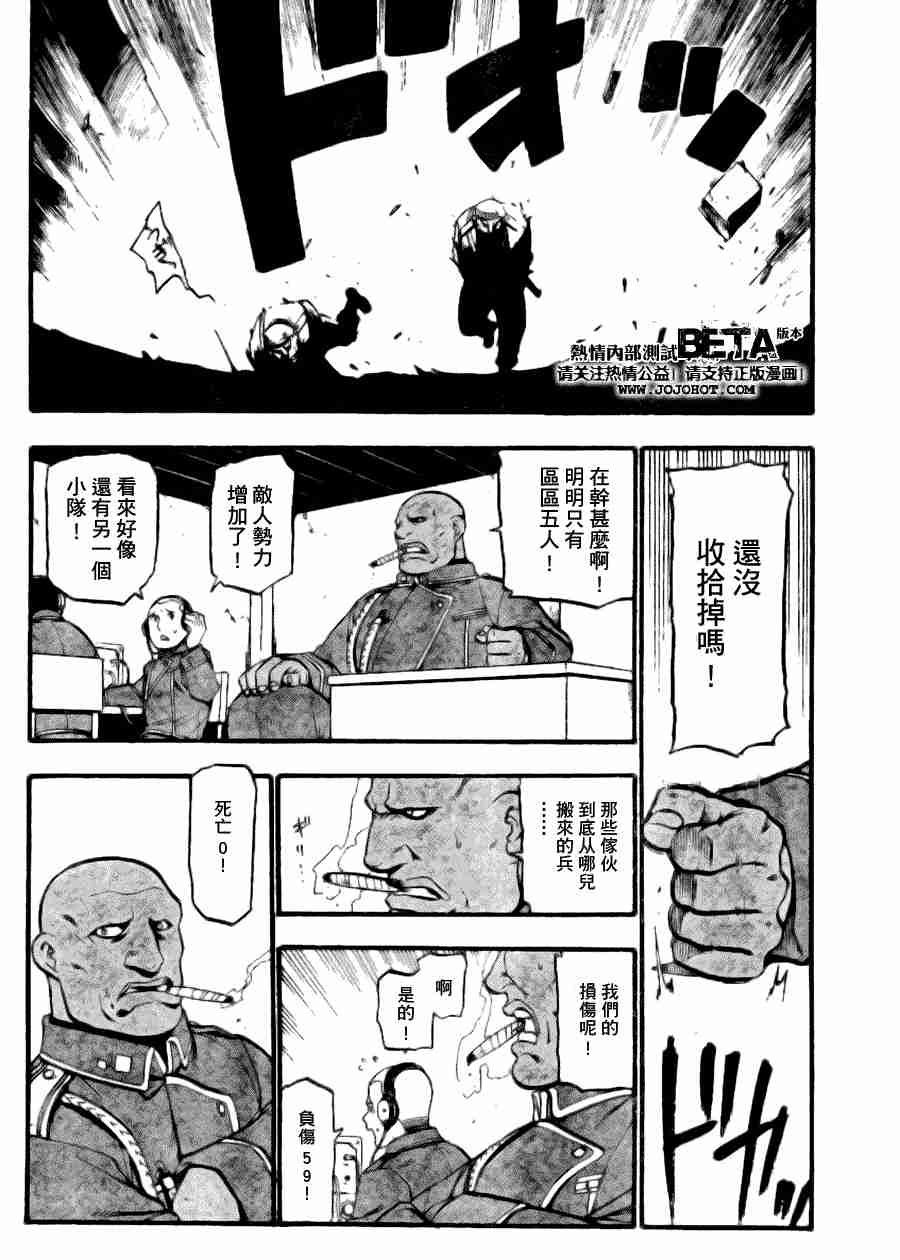 ドドド
熱情內部測試BETA版本
请关注热情公益」请支持正版漫画」
WWW.JOJOHOT.COM
還沒
收拾掉嗎！
ドカッ
在幹甚麼啊！
明明只有
區區五人！
敵人勢力
增加了！
看來好像
還有另一個
小隊！
那些傢伙
到底从哪兒
搬來的兵
……
ギ
我們的
損傷呢！
啊
是的！
負傷59！
死亡0！